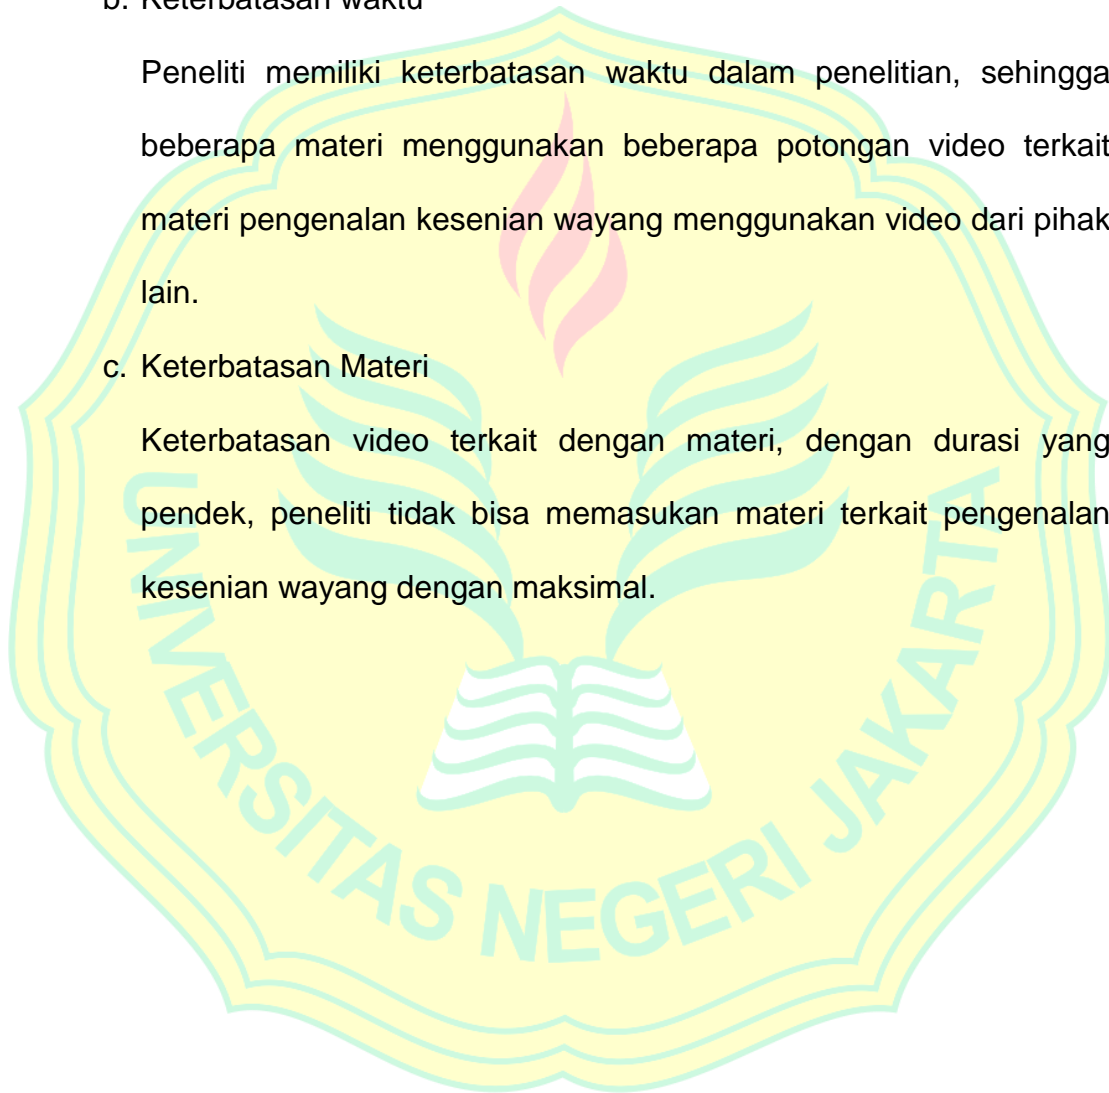 b. Keterbatasan waktu
Peneliti memiliki keterbatasan waktu dalam penelitian, sehingga
beberapa materi menggunakan beberapa potongan video terkait
materi pengenalan kesenian wayang menggunakan video dari pihak
lain.
c. Keterbatasan Materi
Keterbatasan video terkait dengan materi, dengan durasi yang
pendek, peneliti tidak bisa memasukan materi terkait pengenalan
kesenian wayang dengan maksimal.
UNIVERSITAS NEGERI JAKARTA